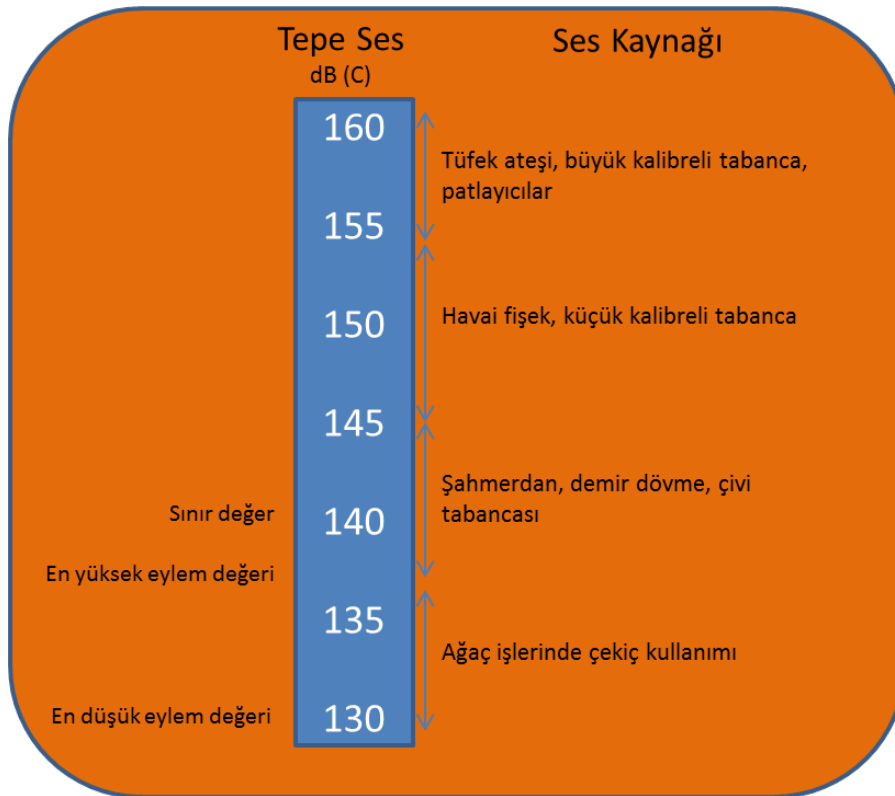 Tepe Ses
dB (C)
Ses Kaynağı
160
Tüfek ateşi, büyük kalibreli tabanca,
patlayıcılar
155
150
Havai fişek, küçük kalibreli tabanca
145
Şahmerdan, demir dövme, çivi
tabancası
Sınır değer
140
En yüksek eylem değeri
135
Ağaç işlerinde çekiç kullanımı
En düşük eylem değeri
130